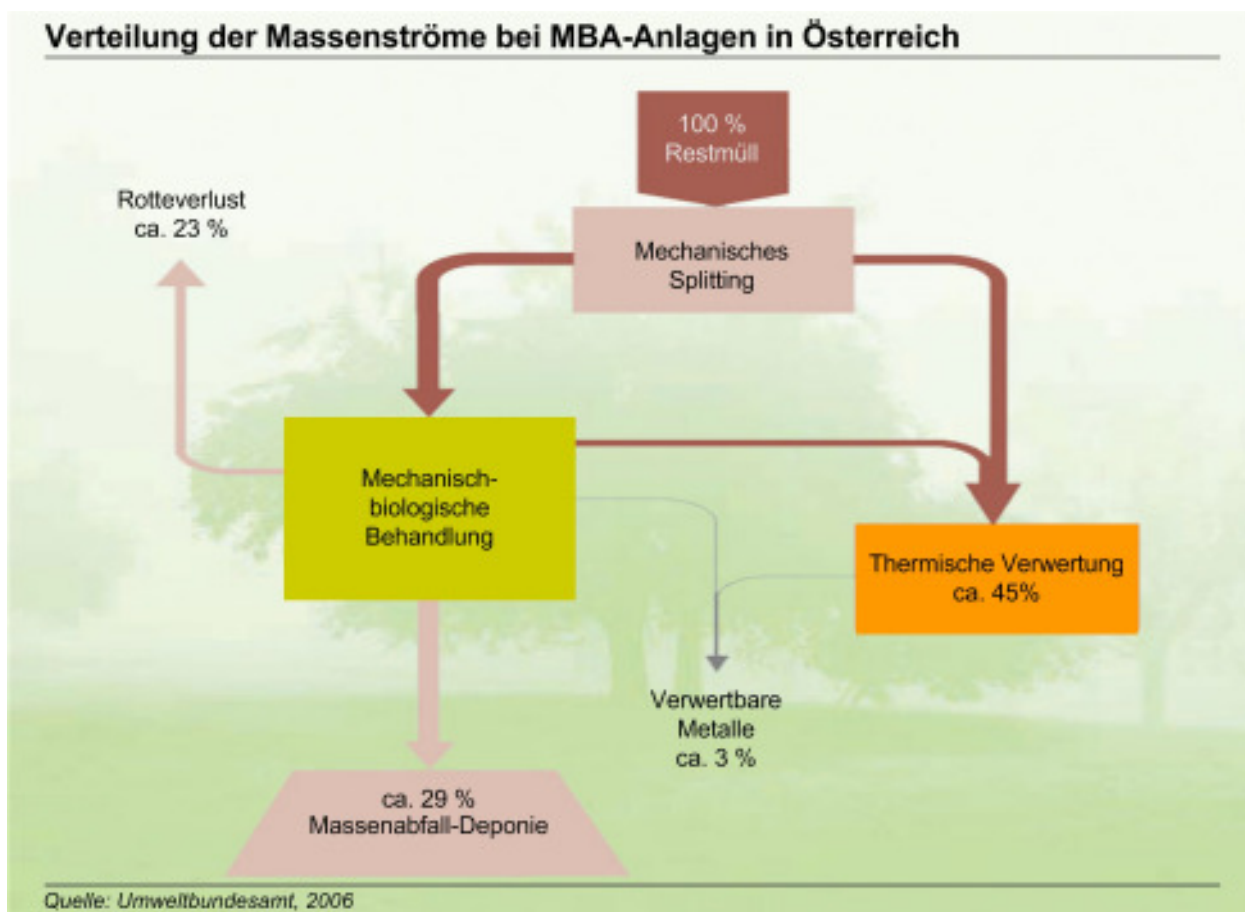 Verteilung der Massenströme bei MBA-Anlagen in Österreich
100 %
Restmüll
Rotteverlust
ca. 23 %
Mechanisches
Splitting
Mechanisch-
biologische
Behandlung
Thermische Verwertung
ca. 45%
Verwertbare
Metalle
ca. 3 %
ca. 29 %
Massenabfall-Deponie
Quelle: Umweltbundesamt, 2006